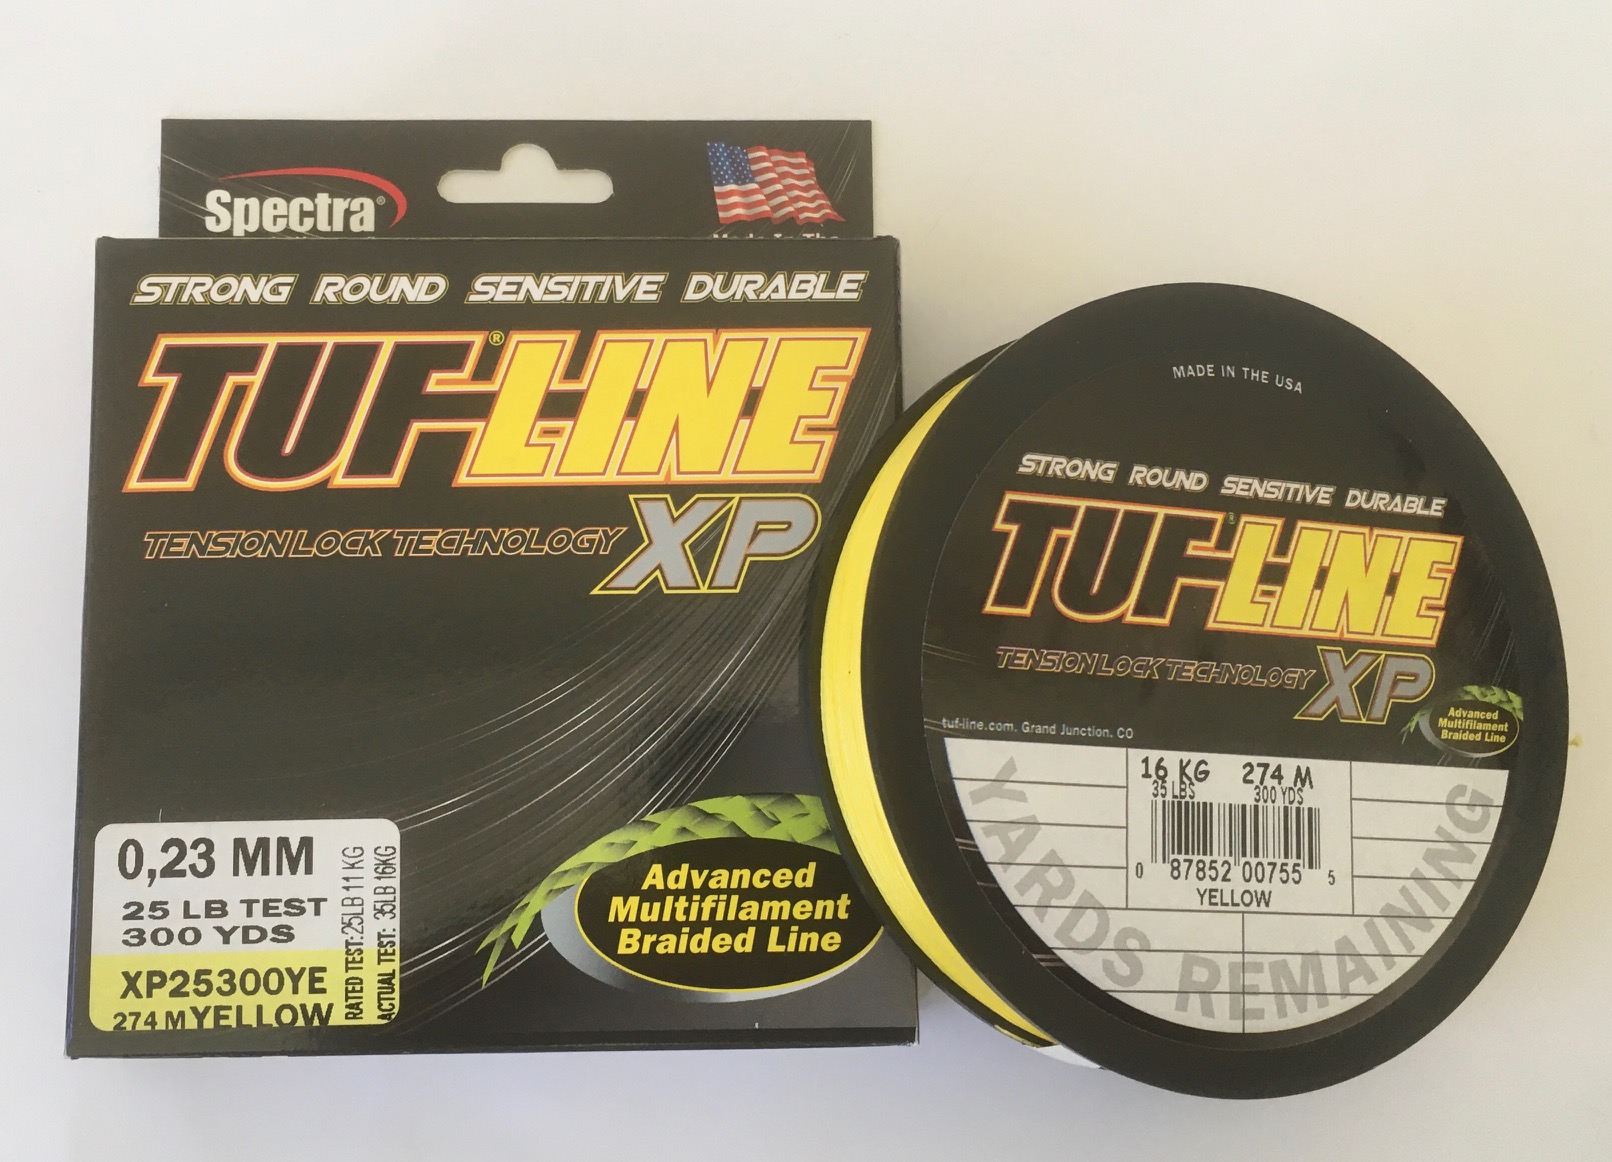 Spectra®
Made In The
STRONG ROUND SENSITIVE DURABLE
TUF-LINE®
TENSION LOCK TECHNOLOGY XP
0,23 MM
25 LB TEST
300 YDS
XP25300YE
274 M YELLOW
RATED TEST: 25LB 11 KG
ACTUAL TEST: 35LB 16KG
Advanced
Multifilament
Braided Line
MADE IN THE USA
STRONG ROUND SENSITIVE DURABLE
TUF-LINE®
TENSION LOCK TECHNOLOGY XP
Advanced
Multifilament
Braided Line
tuf-line.com. Grand Junction, CO
16 KG 274 M
35 LBS 300 YDS
0 87852 00755 5
YELLOW
YARDS REMAINING